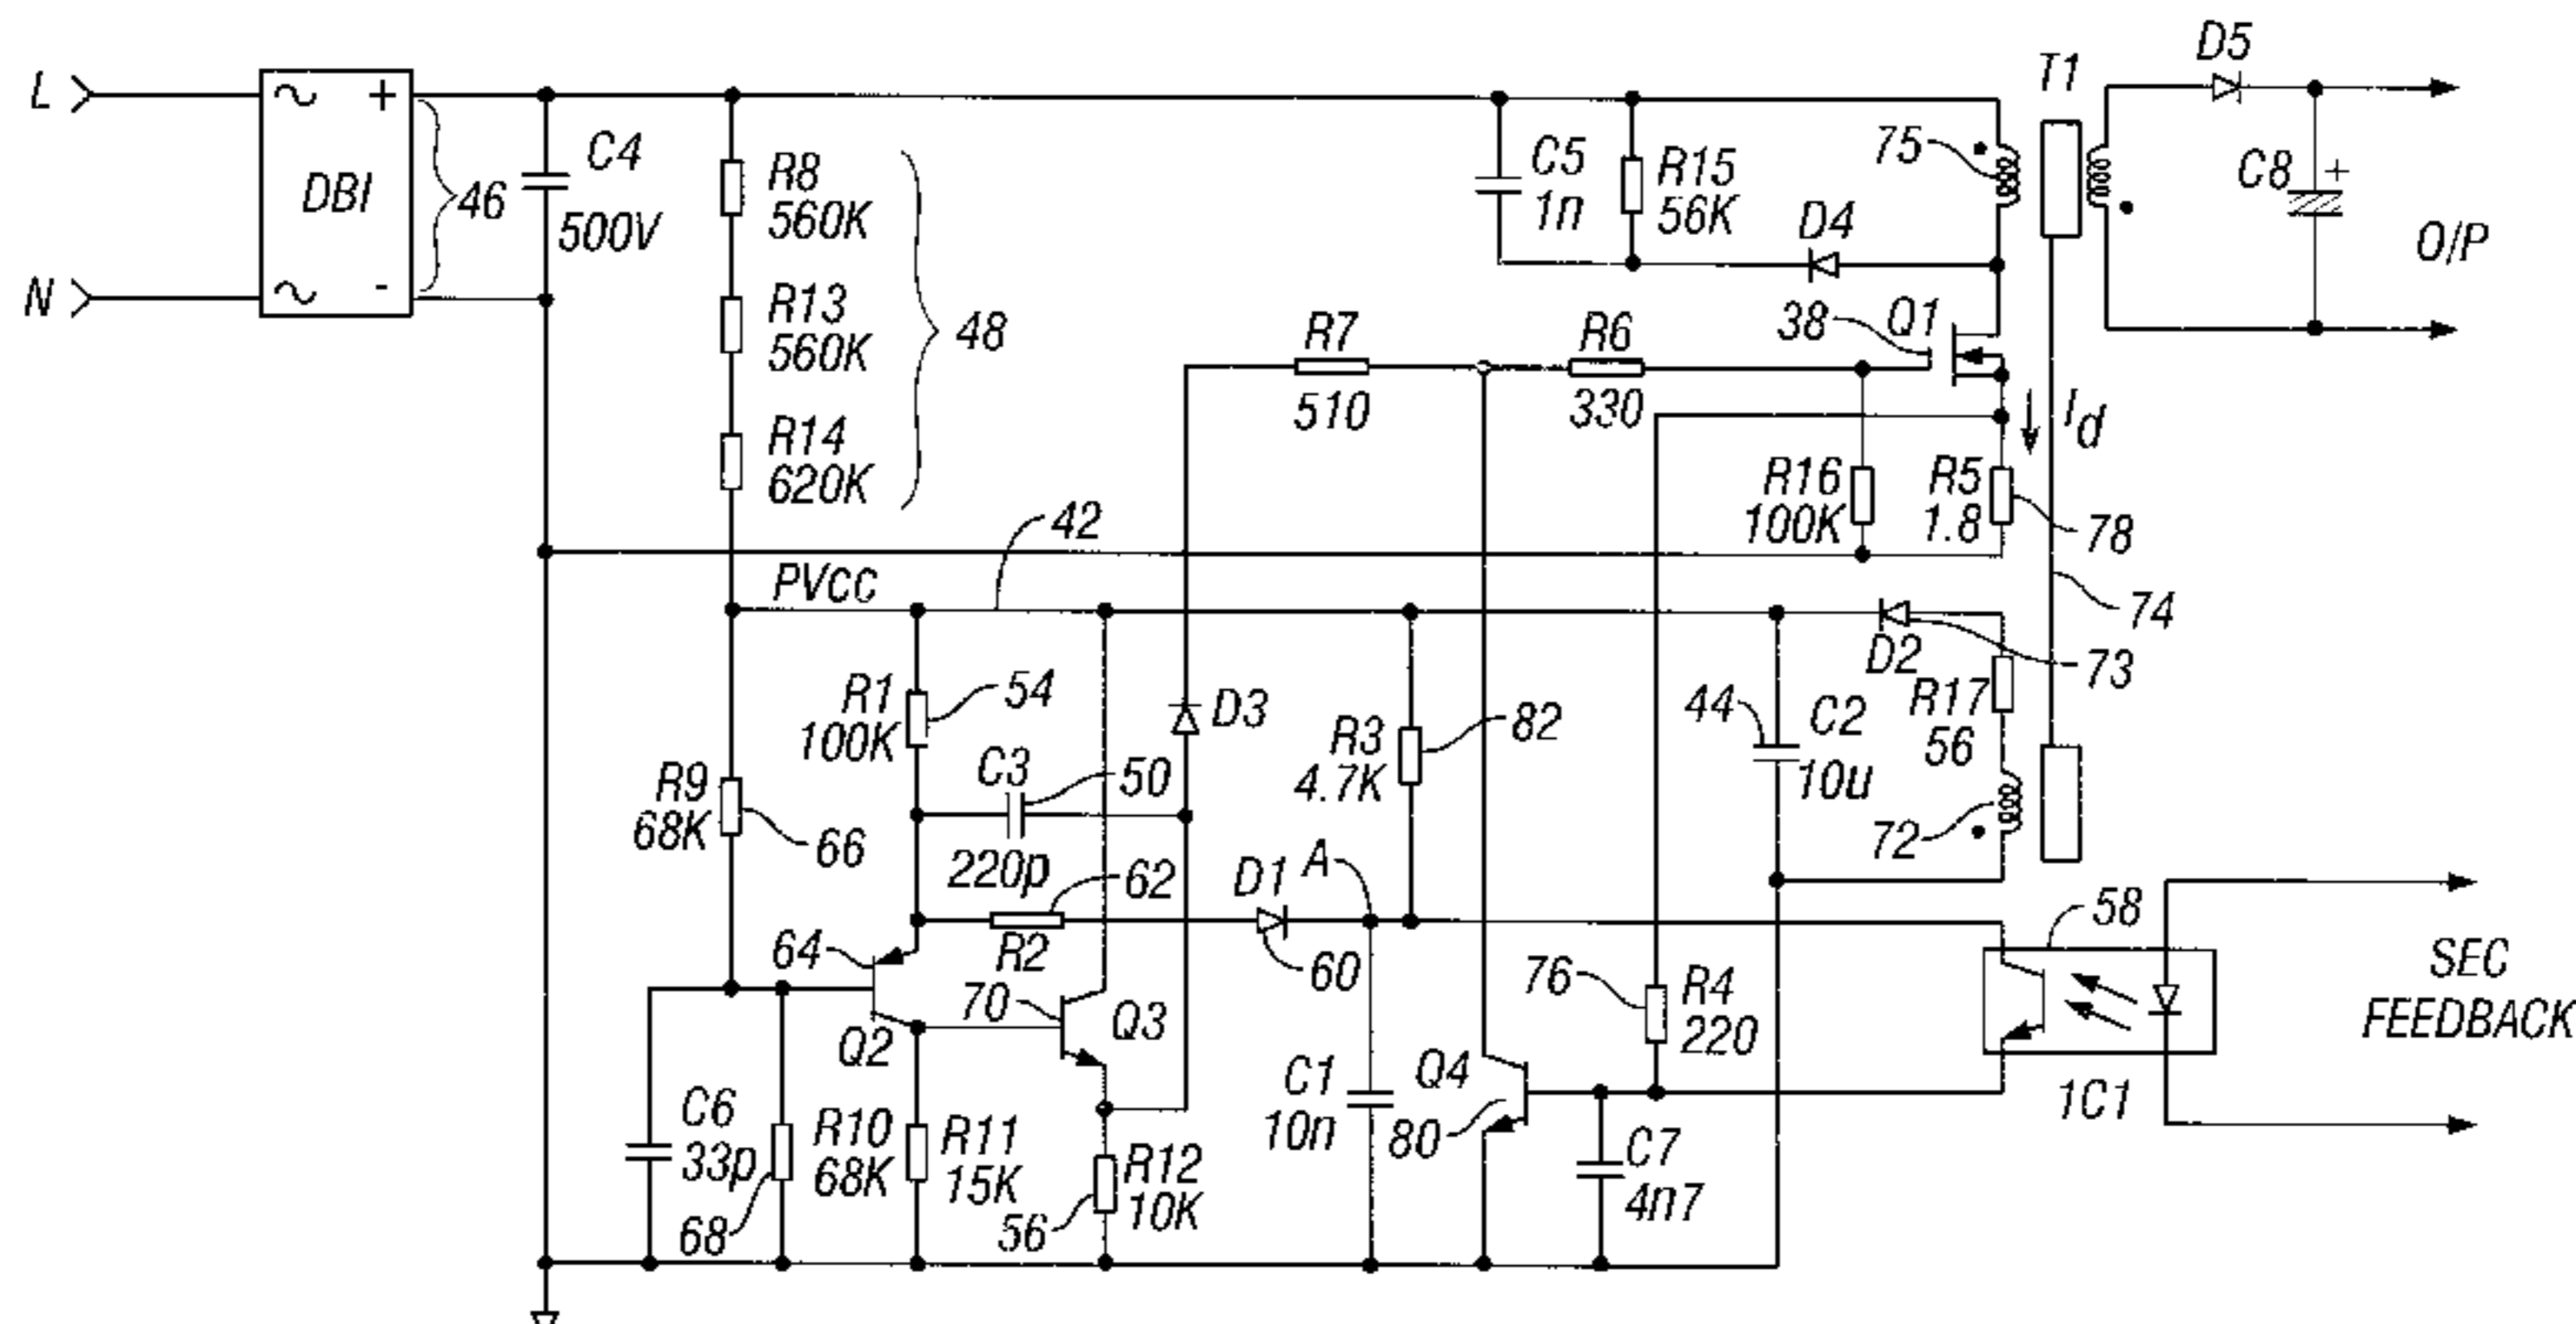 L
N
DBI
+
-
46
C4
500V
R8
560K
R13
560K
R14
620K
48
C5
1n
R15
56K
D4
75
T1
D5
C8
+
O/P
38
Q1
R7
510
R6
330
R16
100K
R5
1.8
Id
78
74
42
PVCC
R1
100K
54
C3
50
220p
D3
R3
4.7K
82
44
C2
10u
D2
73
R17
56
72
R9
68K
66
62
R2
D1
A
60
64
Q2
70
Q3
76
R4
220
58
SEC
FEEDBACK
1C1
C6
33p
68
R10
68K
R11
15K
56
R12
10K
C1
10n
Q4
80
C7
4n7